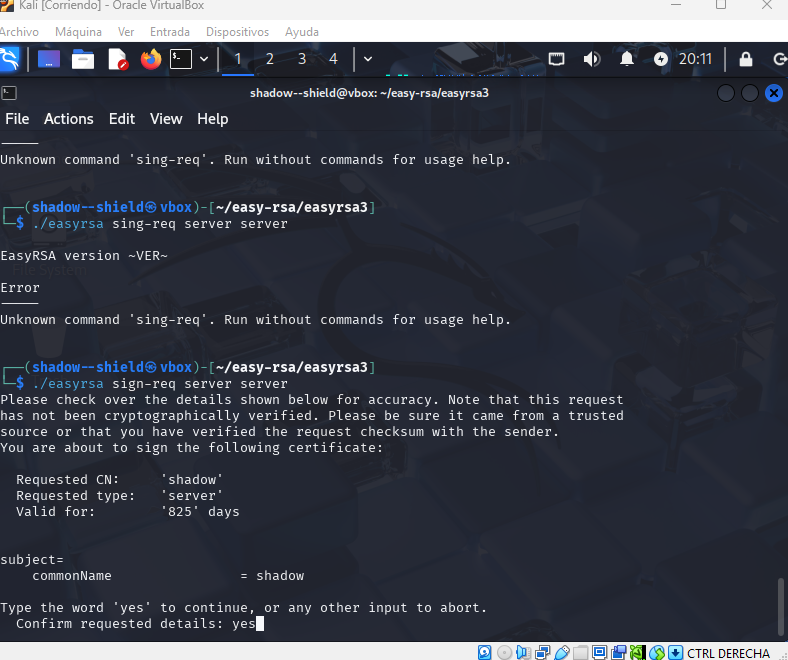 Kali [Corriendo] - Oracle VirtualBox
Archivo Máquina Ver Entrada Dispositivos Ayuda
1 2 3 4 20:11
shadow--shield@vbox: ~/easy-rsa/easyrsa3
File Actions Edit View Help
Unknown command 'sing-req'. Run without commands for usage help.
┌──(shadow--shield㉿vbox)-[~/easy-rsa/easyrsa3]
└─$ ./easyrsa sing-req server server
EasyRSA version ~VER~
File System
Error
Unknown command 'sing-req'. Run without commands for usage help.
┌──(shadow--shield㉿vbox)-[~/easy-rsa/easyrsa3]
└─$ ./easyrsa sign-req server server
Please check over the details shown below for accuracy. Note that this request
has not been cryptographically verified. Please be sure it came from a trusted
source or that you have verified the request checksum with the sender.
You are about to sign the following certificate:
Requested CN: 'shadow'
Requested type: 'server'
Valid for: '825' days
subject=
commonName = shadow
Type the word 'yes' to continue, or any other input to abort.
Confirm requested details: yes
CTRL DERECHA